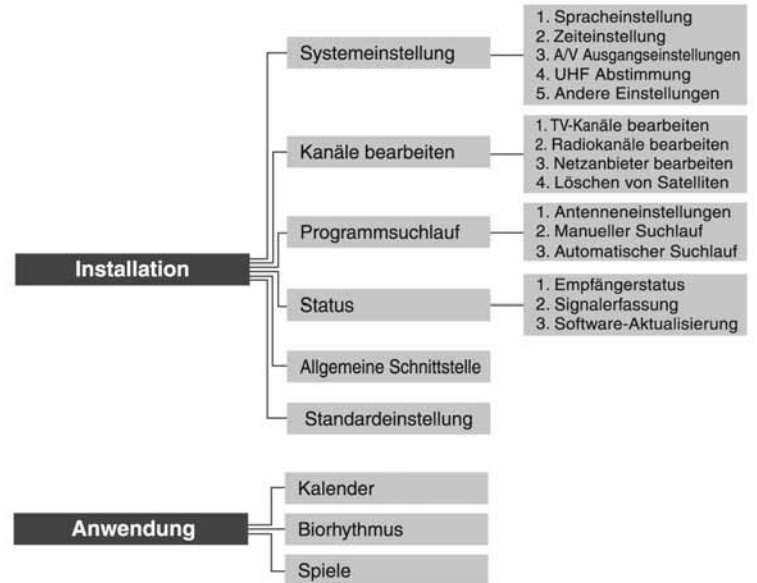 Installation
Systemeinstellung
1. Spracheinstellung
2. Zeiteinstellung
3. A/V Ausgangseinstellungen
4. UHF Abstimmung
5. Andere Einstellungen
Kanäle bearbeiten
1. TV-Kanäle bearbeiten
2. Radiokanäle bearbeiten
3. Netzanbieter bearbeiten
4. Löschen von Satelliten
Programmsuchlauf
1. Antenneneinstellungen
2. Manueller Suchlauf
3. Automatischer Suchlauf
Status
1. Empfängerstatus
2. Signalerfassung
3. Software-Aktualisierung
Allgemeine Schnittstelle
Standardeinstellung
Anwendung
Kalender
Biorhythmus
Spiele